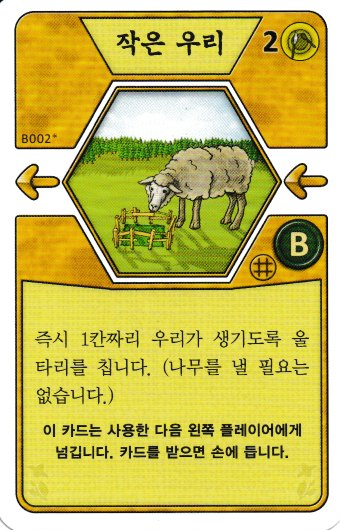 작은 우리
2
B002*
B
즉시 1칸짜리 우리가 생기도록 울
타리를 칩니다. (나무를 낼 필요는
없습니다.)
이 카드는 사용한 다음 왼쪽 플레이어에게
넘깁니다. 카드를 받으면 손에 듭니다.